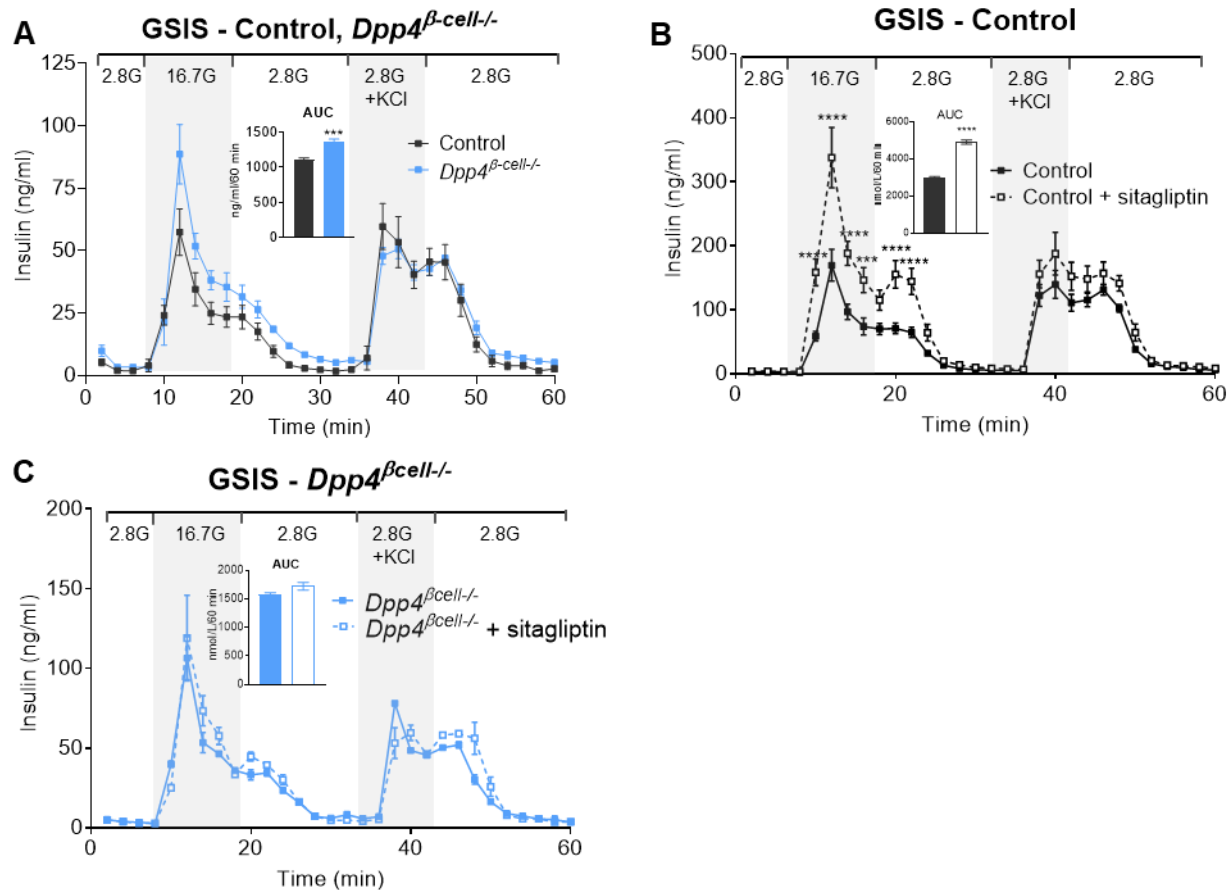 A
GSIS - Control, Dpp4β-cell-/-
125
100
75
50
25
0
Insulin (ng/ml)
2.8G
16.7G
2.8G
2.8G
+KCl
2.8G
AUC
***
1500
1000
500
0
ng/ml/60 min
Control
Dpp4β-cell-/-
0
10
20
30
40
50
60
Time (min)
B
GSIS - Control
500
400
300
200
100
0
Insulin (ng/ml)
2.8G
16.7G
2.8G
2.8G
+KCl
2.8G
****
****
****
***
****
****
AUC
****
6000
4000
2000
0
nmol/L/60 min
Control
Control + sitagliptin
0
20
40
60
Time (min)
C
GSIS - Dpp4βcell-/-
200
150
100
50
0
Insulin (ng/ml)
2.8G
16.7G
2.8G
2.8G
+KCl
2.8G
AUC
2000
1500
1000
500
0
nmol/L/60 min
Dpp4βcell-/-
Dpp4βcell-/- + sitagliptin
0
20
40
60
Time (min)